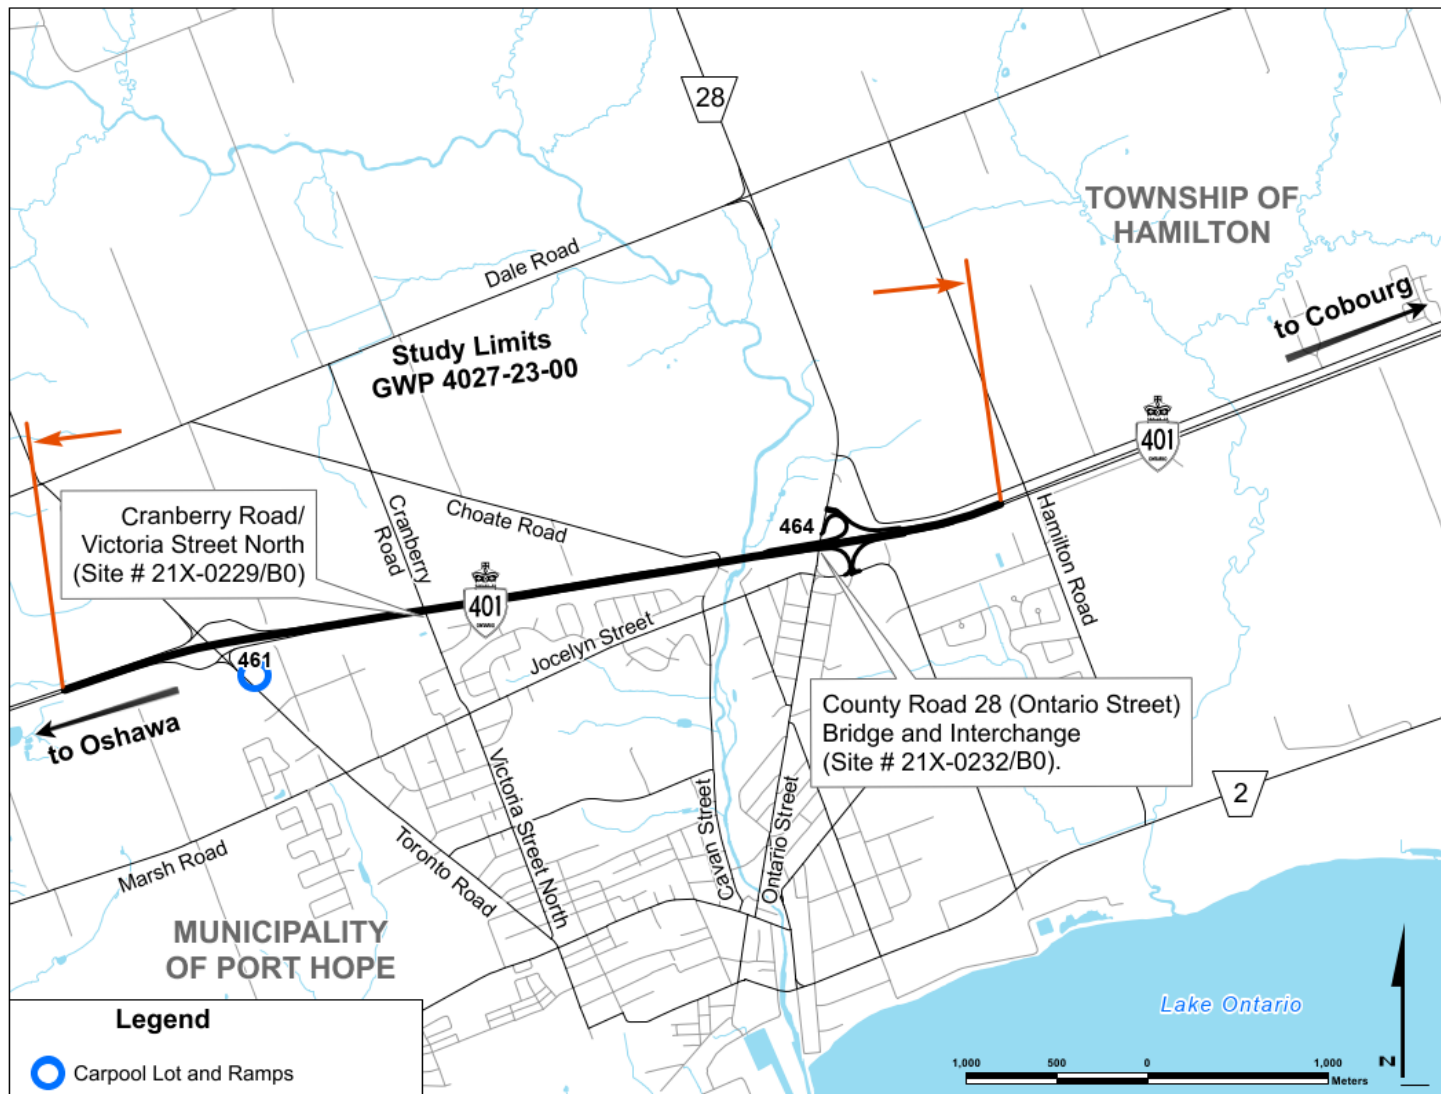 28
TOWNSHIP OF
HAMILTON
Dale Road
to Cobourg
Study Limits
GWP 4027-23-00
401
Cranberry Road/
Victoria Street North
(Site # 21X-0229/B0)
Cranberry
Road
Choate Road
464
Hamilton Road
401
Jocelyn Street
461
to Oshawa
County Road 28 (Ontario Street)
Bridge and Interchange
(Site # 21X-0232/B0).
2
Victoria Street North
Cavan Street
Ontario Street
Toronto Road
Marsh Road
MUNICIPALITY
OF PORT HOPE
Lake Ontario
Legend
Carpool Lot and Ramps
1,000 500 0 1,000
Meters
N